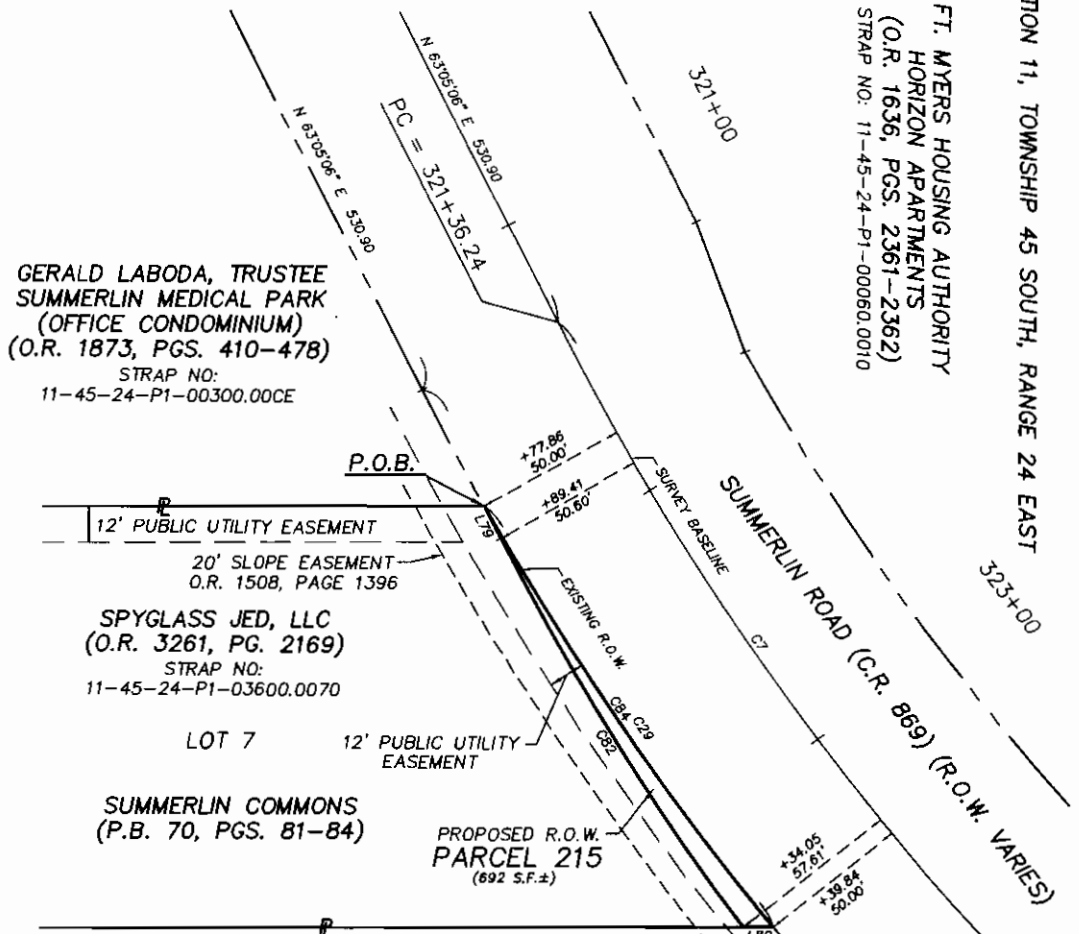 TION 11, TOWNSHIP 45 SOUTH, RANGE 24 EAST
FT. MYERS HOUSING AUTHORITY
HORIZON APARTMENTS
(O.R. 1636, PGS. 2361-2362)
STRAP NO: 11-45-24-P1-00060.0010
321+00
N 63°05'06" E 530.90
PC = 321+36.24
N 63°05'06" E 530.90
GERALD LABODA, TRUSTEE
SUMMERLIN MEDICAL PARK
(OFFICE CONDOMINIUM)
(O.R. 1873, PGS. 410-478)
STRAP NO:
11-45-24-P1-00300.00CE
P.O.B.
+77.86
50.00'
+89.41
50.60'
SURVEY BASELINE
SUMMERLIN ROAD (C.R. 869) (R.O.W. VARIES)
323+00
PL
12' PUBLIC UTILITY EASEMENT
L79
20' SLOPE EASEMENT
O.R. 1508, PAGE 1396
EXISTING R.O.W.
C7
SPYGLASS JED, LLC
(O.R. 3261, PG. 2169)
STRAP NO:
11-45-24-P1-03600.0070
C84 C29
C82
LOT 7
12' PUBLIC UTILITY
EASEMENT
SUMMERLIN COMMONS
(P.B. 70, PGS. 81-84)
PROPOSED R.O.W.
PARCEL 215
(692 S.F.±)
+34.05
57.61'
+39.84
50.00'
PL